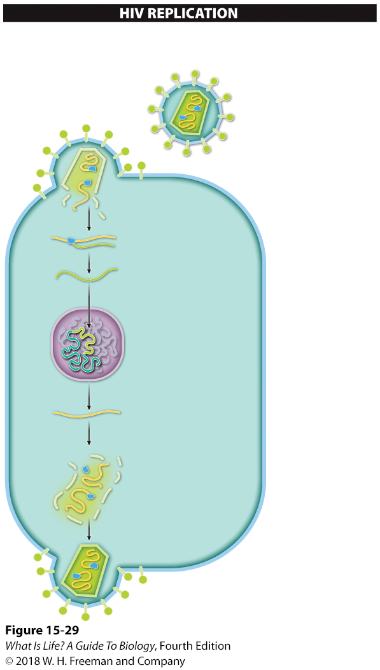 HIV REPLICATION
Figure 15-29
What Is Life? A Guide To Biology, Fourth Edition
© 2018 W. H. Freeman and Company